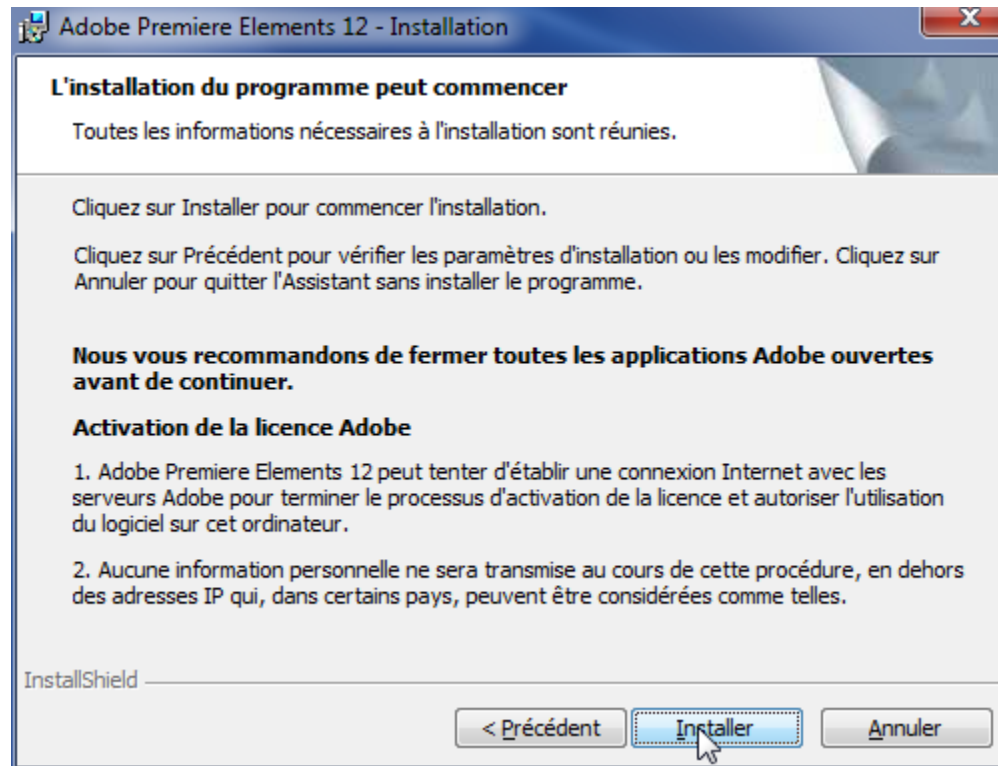 Adobe Premiere Elements 12 - Installation
L'installation du programme peut commencer
Toutes les informations nécessaires à l'installation sont réunies.
Cliquez sur Installer pour commencer l'installation.
Cliquez sur Précédent pour vérifier les paramètres d'installation ou les modifier. Cliquez sur
Annuler pour quitter l'Assistant sans installer le programme.
Nous vous recommandons de fermer toutes les applications Adobe ouvertes
avant de continuer.
Activation de la licence Adobe
1. Adobe Premiere Elements 12 peut tenter d'établir une connexion Internet avec les
serveurs Adobe pour terminer le processus d'activation de la licence et autoriser l'utilisation
du logiciel sur cet ordinateur.
2. Aucune information personnelle ne sera transmise au cours de cette procédure, en dehors
des adresses IP qui, dans certains pays, peuvent être considérées comme telles.
InstallShield
< Précédent Installer Annuler